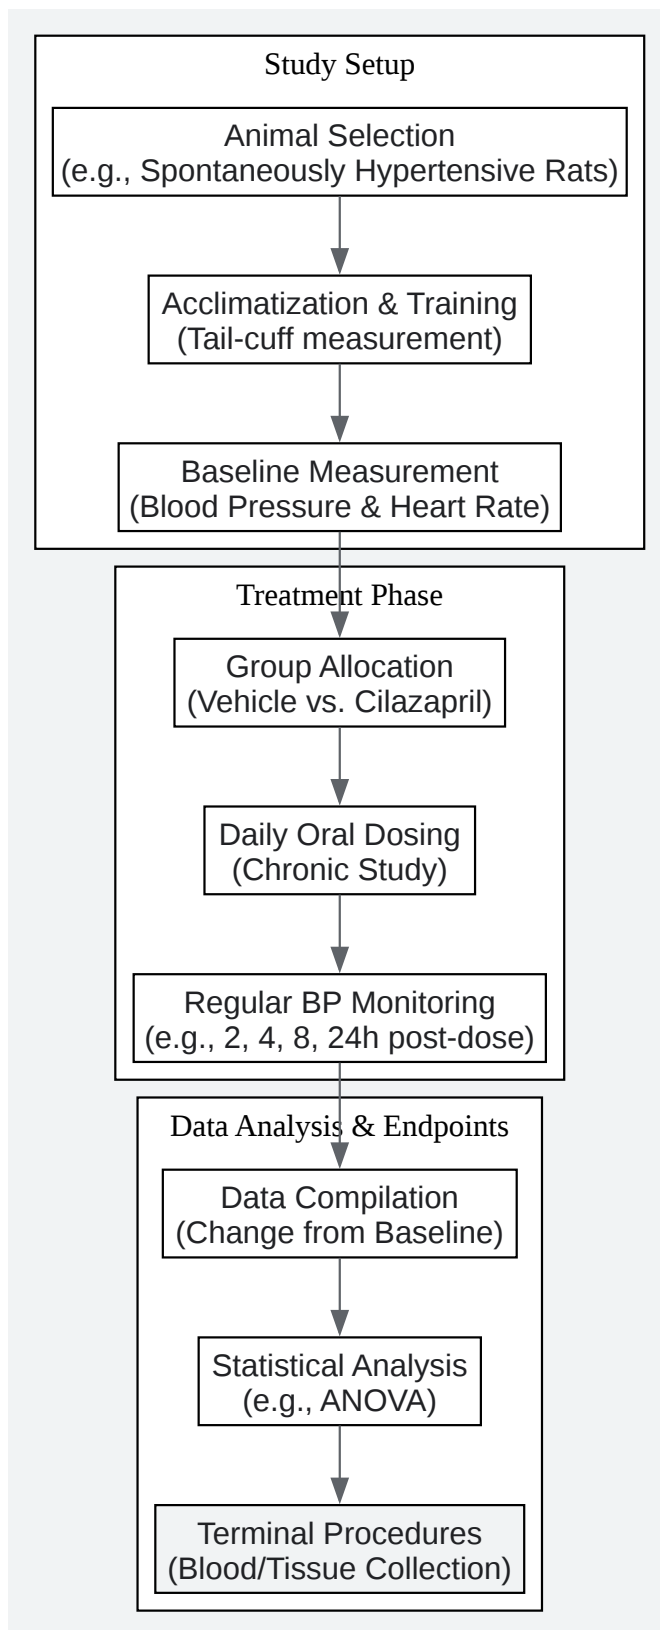 Study Setup
Animal Selection
(e.g., Spontaneously Hypertensive Rats)
Acclimatization & Training
(Tail-cuff measurement)
Baseline Measurement
(Blood Pressure & Heart Rate)
Treatment Phase
Group Allocation
(Vehicle vs. Cilazapril)
Daily Oral Dosing
(Chronic Study)
Regular BP Monitoring
(e.g., 2, 4, 8, 24h post-dose)
Data Analysis & Endpoints
Data Compilation
(Change from Baseline)
Statistical Analysis
(e.g., ANOVA)
Terminal Procedures
(Blood/Tissue Collection)